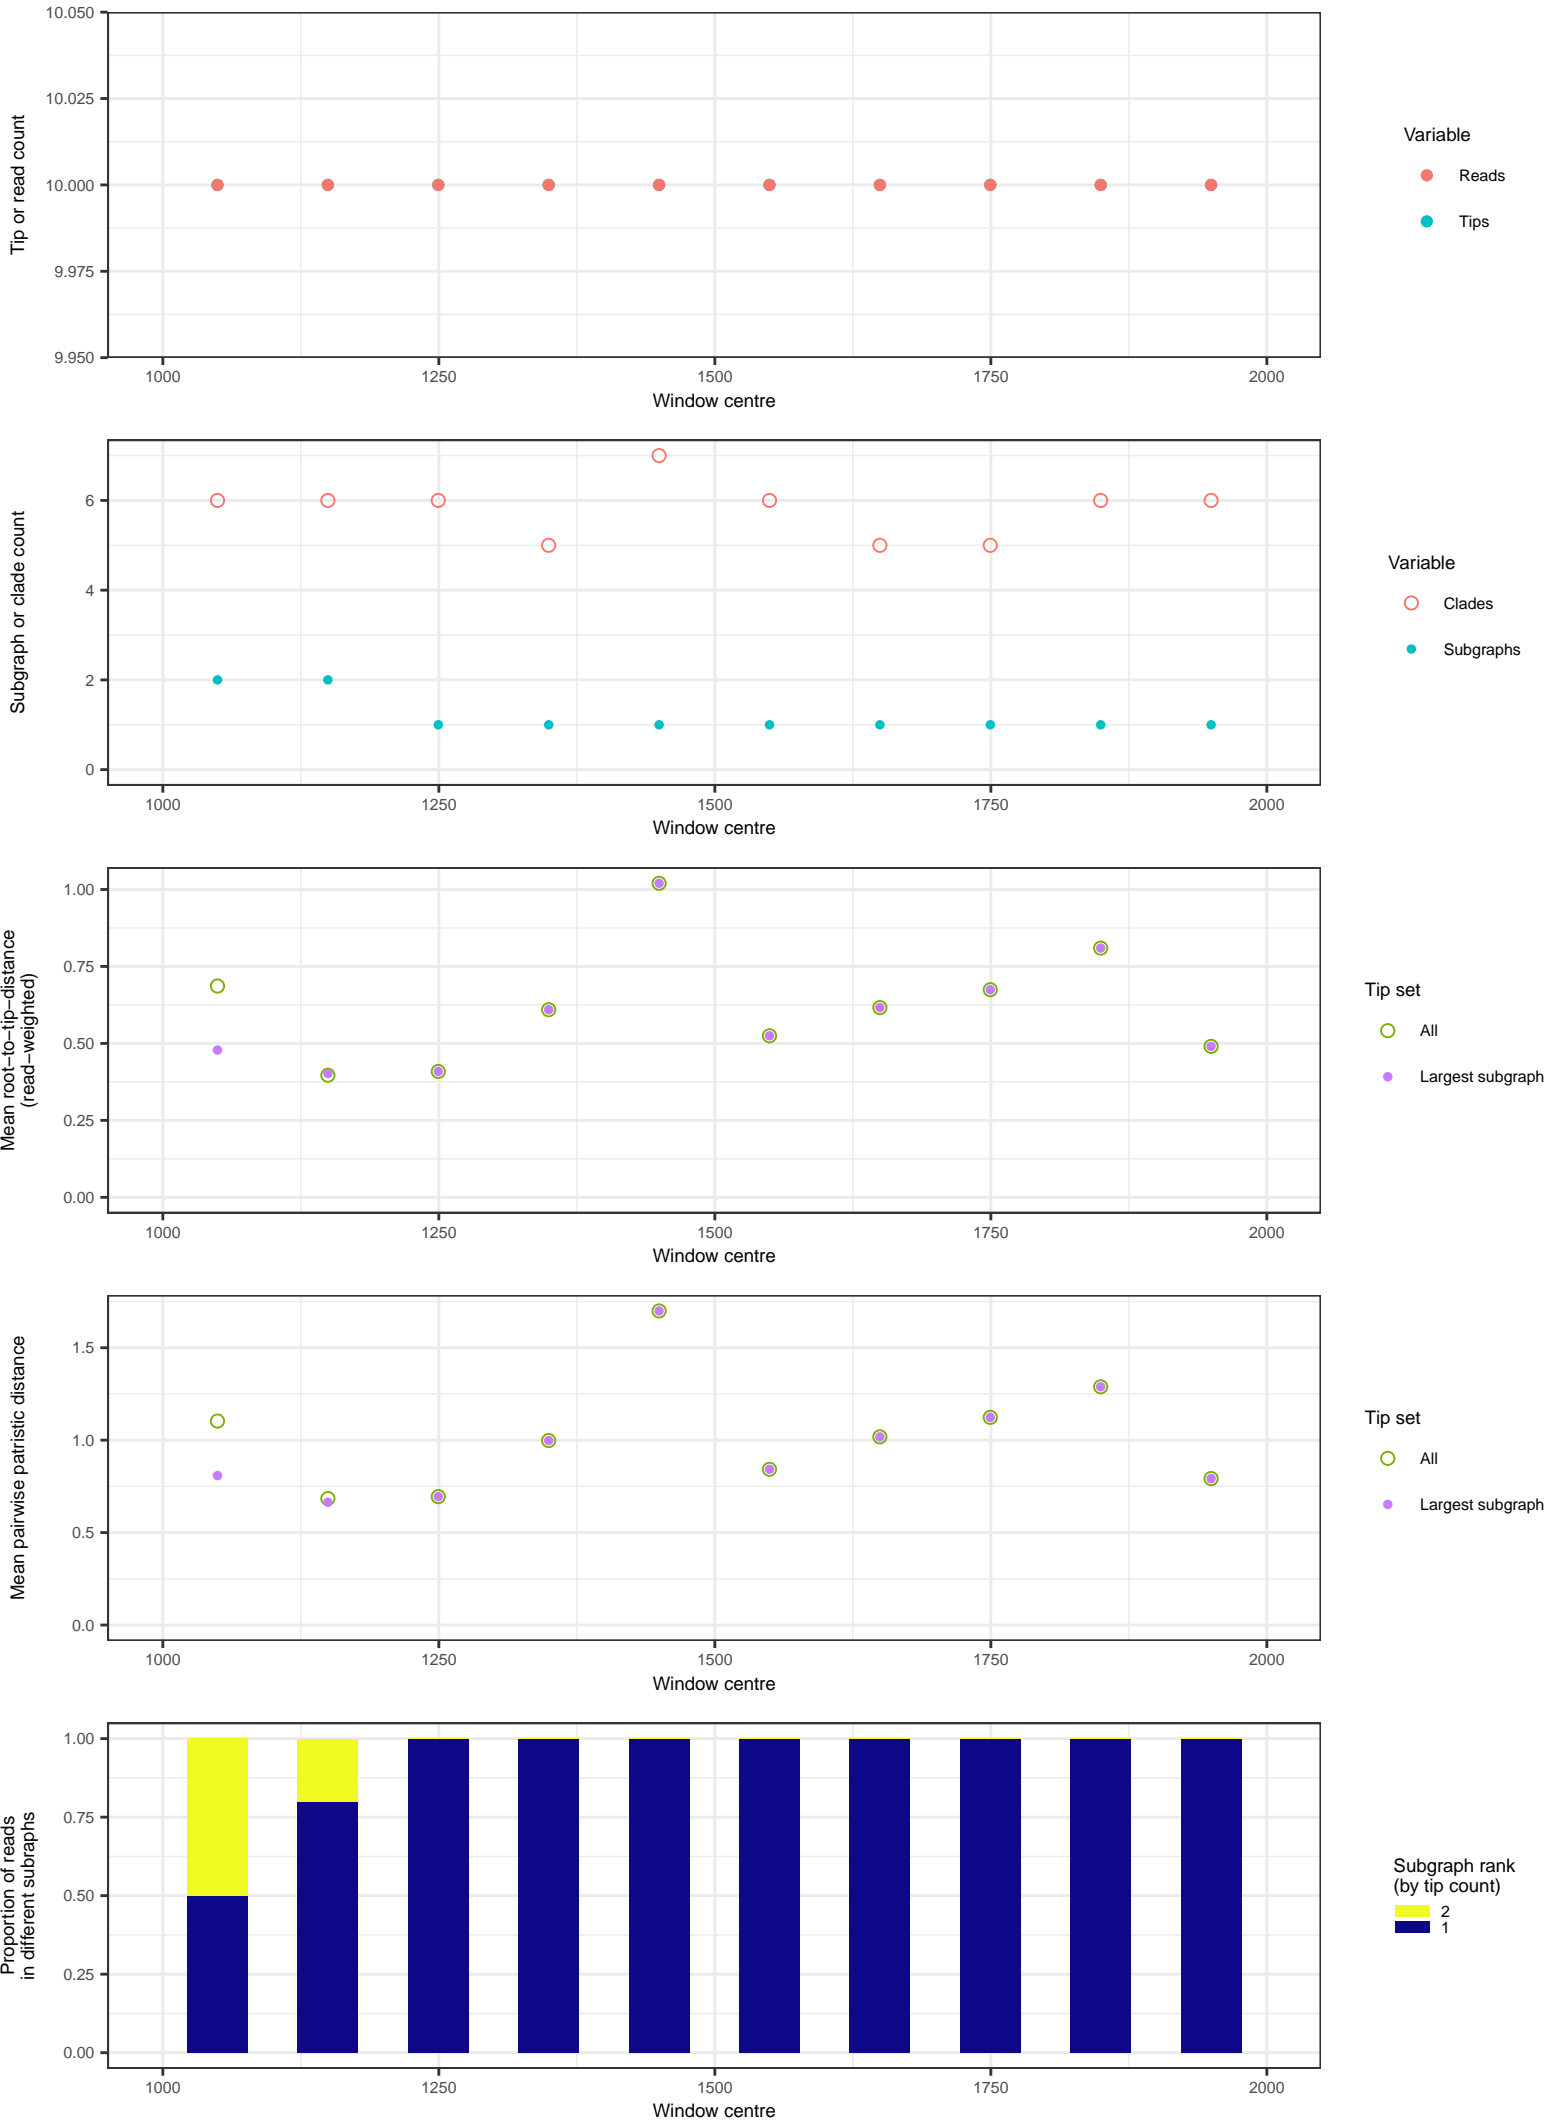 10.050
10.025
10.000
9.975
9.950
Tip or read count
1000 1250 1500 1750 2000
Window centre
Variable
Reads
Tips
6
4
2
0
Subgraph or clade count
1000 1250 1500 1750 2000
Window centre
Variable
Clades
Subgraphs
1.00
0.75
0.50
0.25
0.00
Mean root−to−tip−distance
(read−weighted)
1000 1250 1500 1750 2000
Window centre
Tip set
All
Largest subgraph
1.5
1.0
0.5
0.0
Mean pairwise patristic distance
1000 1250 1500 1750 2000
Window centre
Tip set
All
Largest subgraph
1.00
0.75
0.50
0.25
0.00
Proportion of reads
in different subraphs
1000 1250 1500 1750 2000
Window centre
Subgraph rank
(by tip count)
2
1